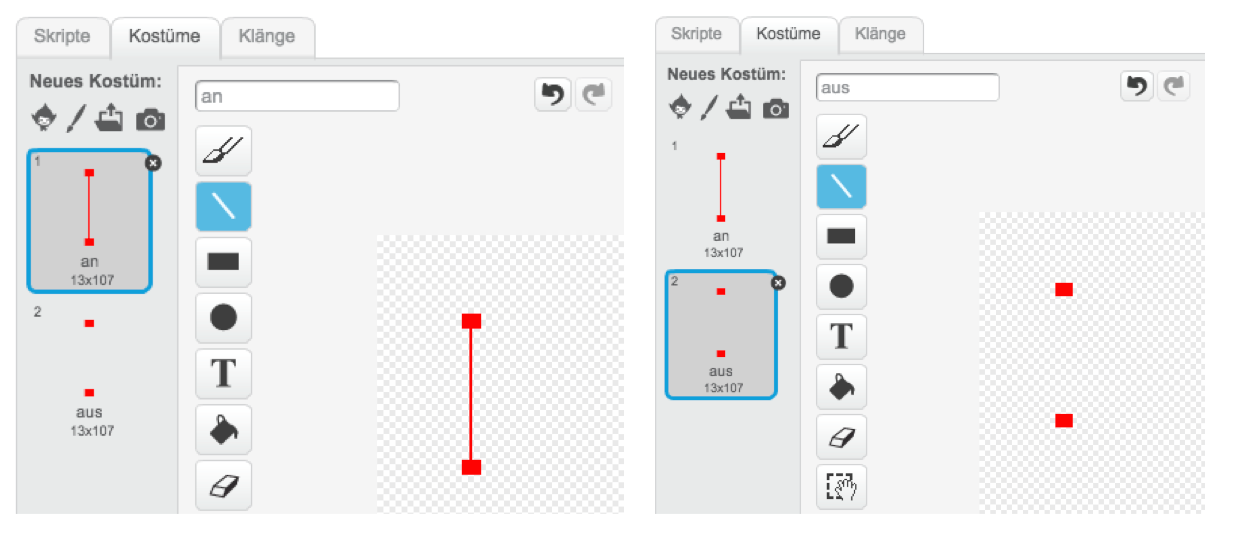 Skripte Kostüme Klänge
Neues Kostüm:
an
1
an
13x107
2
aus
13x107
T
Skripte Kostüme Klänge
Neues Kostüm:
aus
1
an
13x107
2
aus
13x107
T